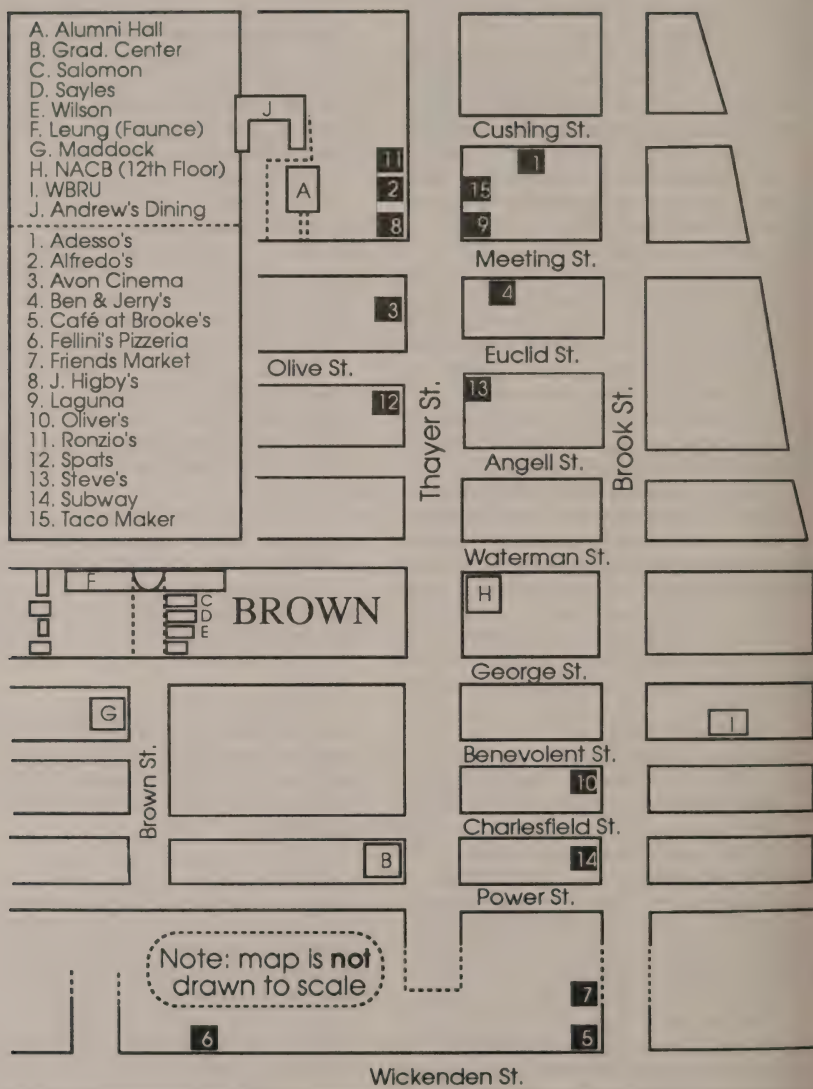 A. Alumni Hall
B. Grad. Center
C. Salomon
D. Sayles
E. Wilson
F. Leung (Faunce)
G. Maddock
H. NACB (12th Floor)
I. WBRU
J. Andrew's Dining
1. Adesso's
2. Alfredo's
3. Avon Cinema
4. Ben & Jerry's
5. Café at Brooke's
6. Fellini's Pizzeria
7. Friends Market
8. J. Higby's
9. Laguna
10. Oliver's
11. Ronzio's
12. Spats
13. Steve's
14. Subway
15. Taco Maker
J
Cushing St.
11
1
A
2
15
8
9
Meeting St.
3
4
Olive St.
Euclid St.
12
13
Thayer St.
Brook St.
Angell St.
Waterman St.
F
C
D
E
BROWN
H
George St.
G
I
Brown St.
Benevolent St.
10
Charlesfield St.
B
14
Power St.
Note: map is not
drawn to scale
7
6
5
Wickenden St.